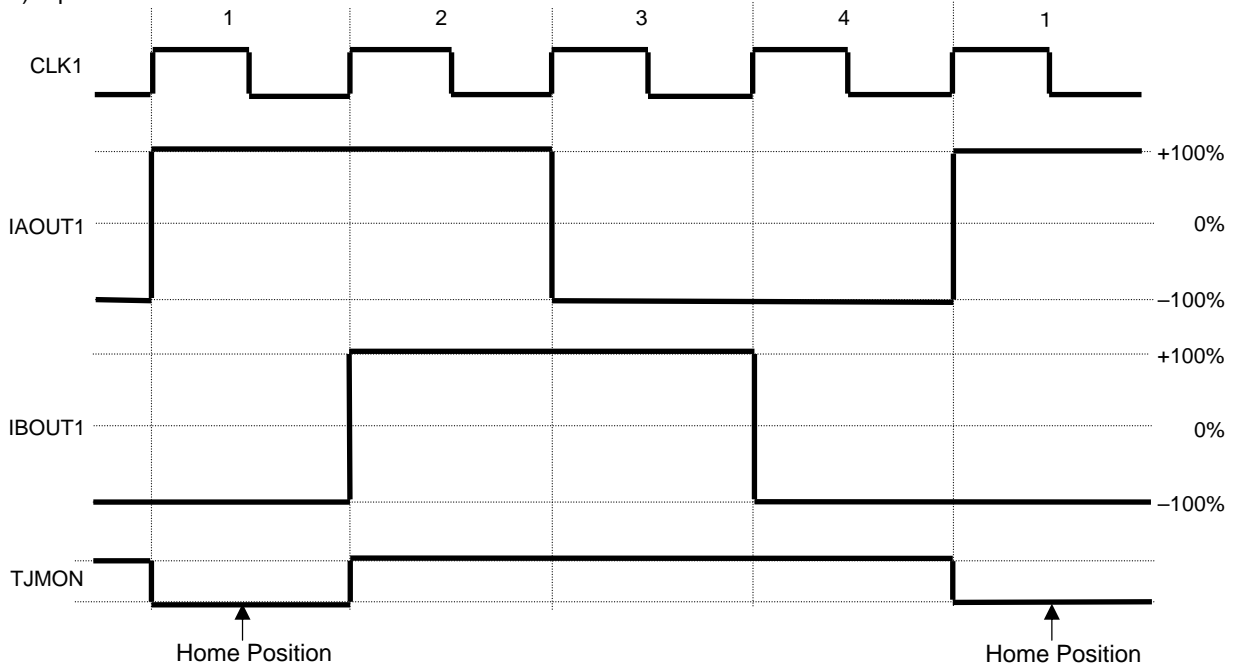 1 2 3 4 1
CLK1
+100%
IAOUT1
0%
–100%
+100%
IBOUT1
0%
–100%
TJMON
Home Position Home Position